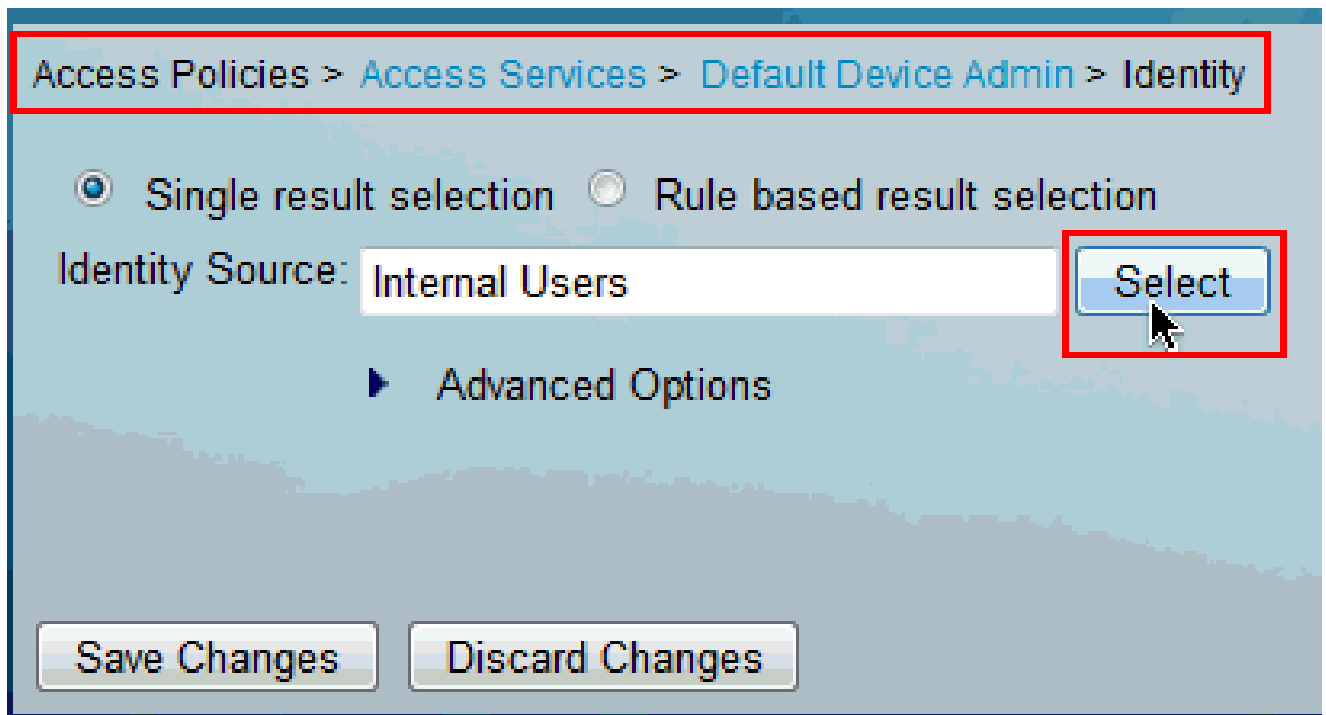 Access Policies > Access Services > Default Device Admin > Identity
Single result selection Rule based result selection
Identity Source: Internal Users Select
Advanced Options
Save Changes Discard Changes